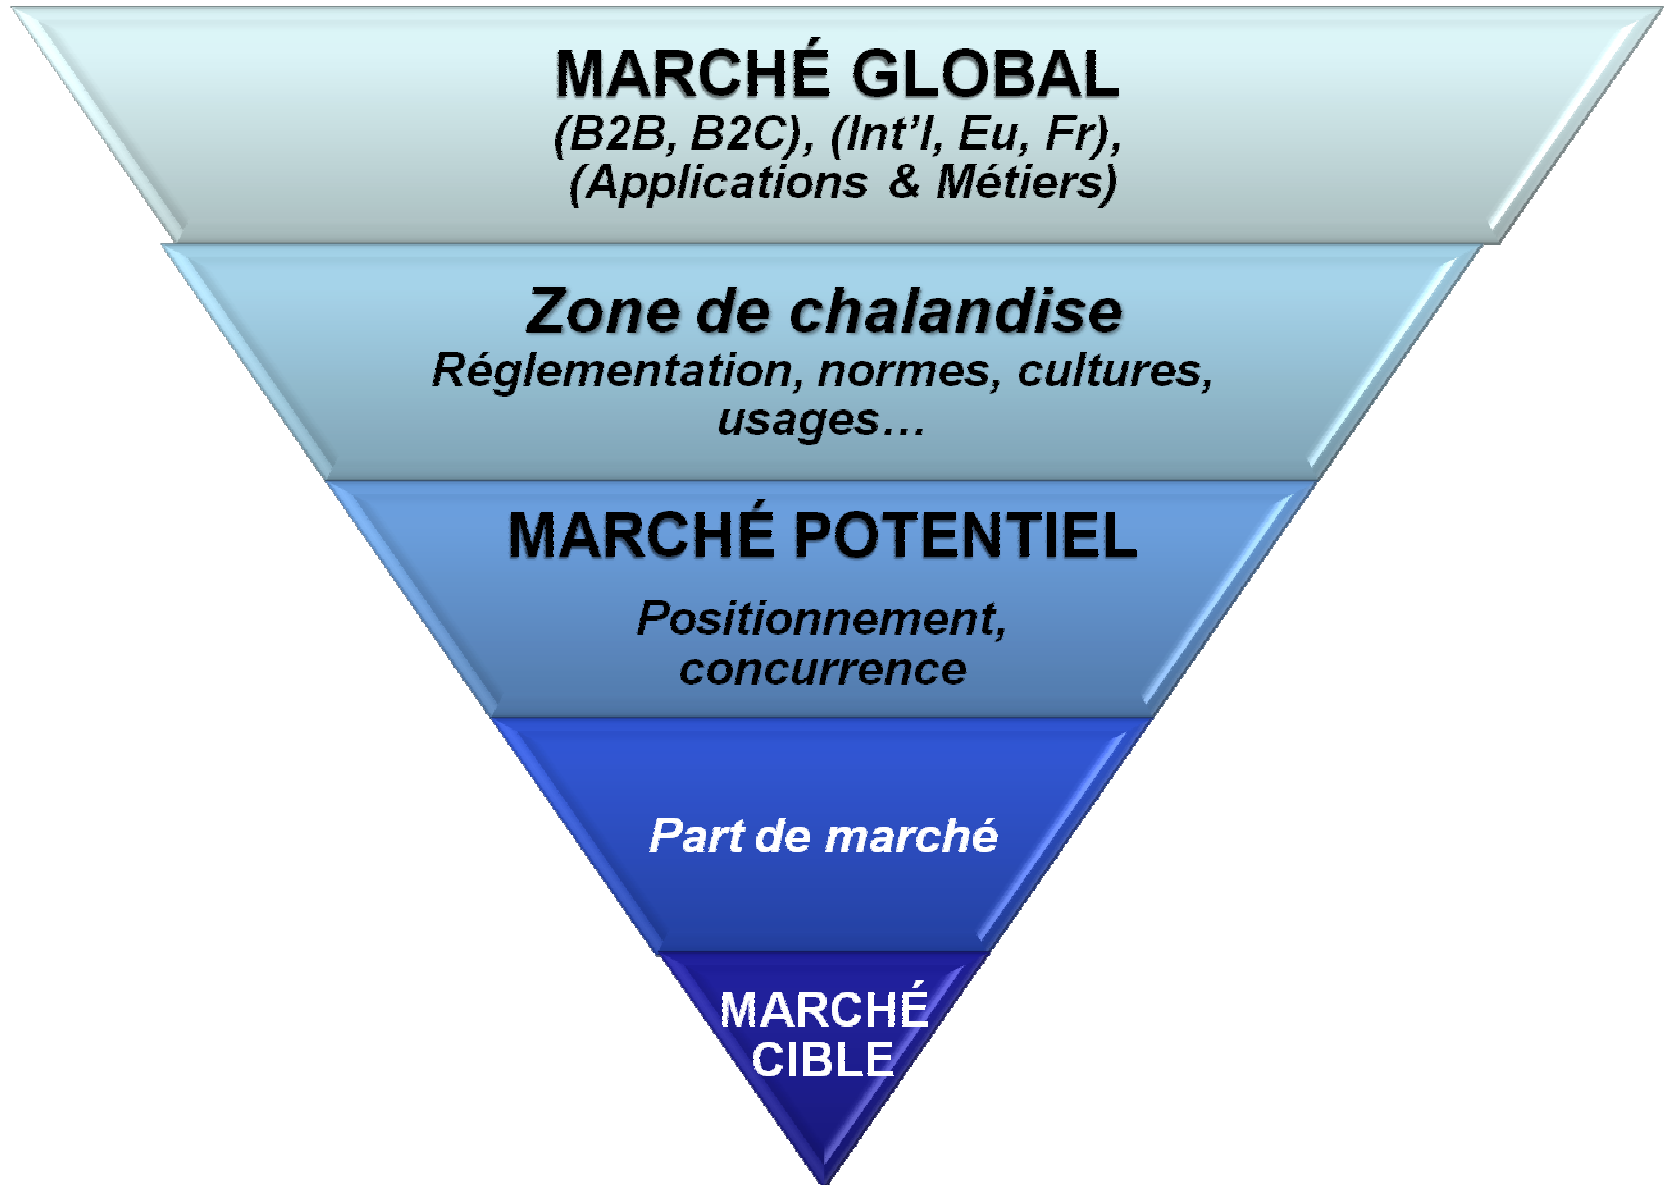 MARCHÉ GLOBAL
(B2B, B2C), (Int’l, Eu, Fr),
(Applications & Métiers)
Zone de chalandise
Réglementation, normes, cultures,
usages…
MARCHÉ POTENTIEL
Positionnement,
concurrence
Part de marché
MARCHÉ
CIBLE